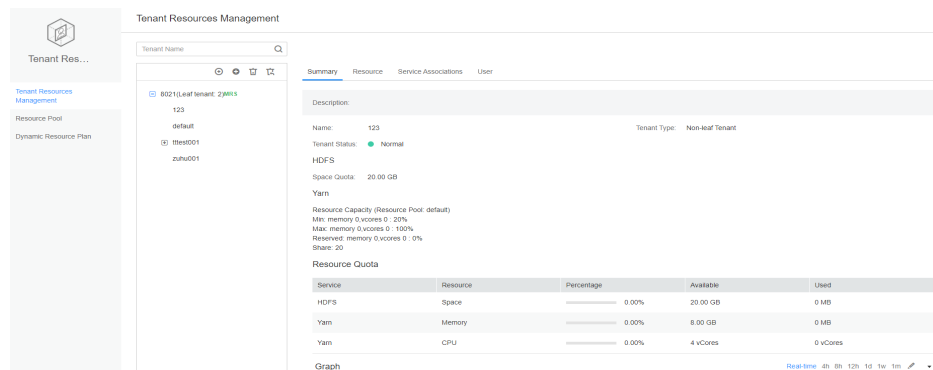 Tenant Resources Management
Tenant Res...
Tenant Resources
Management
Resource Pool
Dynamic Resource Plan
Tenant Name
8021(Leaf tenant: 2)MRS
123
default
tttest001
zuhu001
Summary Resource Service Associations User
Description:
Name: 123 Tenant Type: Non-leaf Tenant
Tenant Status: Normal
HDFS
Space Quota: 20.00 GB
Yarn
Resource Capacity (Resource Pool: default)
Min: memory 0,vcores 0 : 20%
Max: memory 0,vcores 0 : 100%
Reserved: memory 0,vcores 0 : 0%
Share: 20
Resource Quota
Service Resource Percentage Available Used
HDFS Space 0.00% 20.00 GB 0 MB
Yarn Memory 0.00% 8.00 GB 0 MB
Yarn CPU 0.00% 4 vCores 0 vCores
Graph Real-time 4h 8h 12h 1d 1w 1m